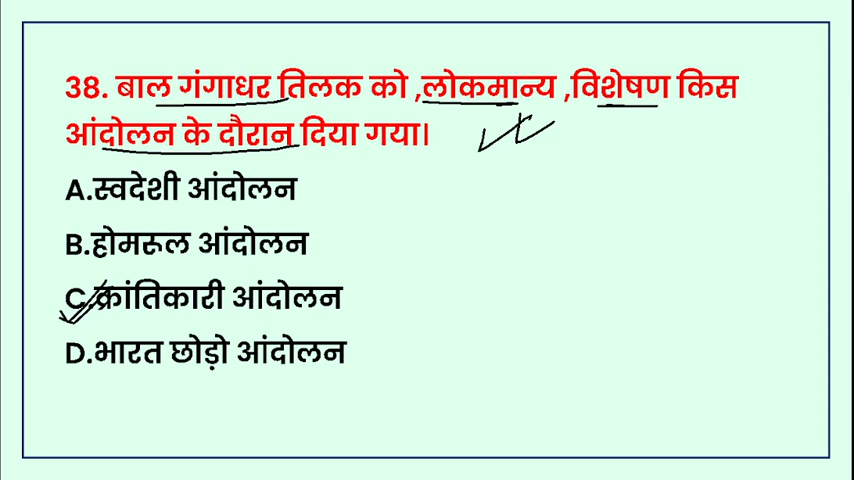 38. बाल गंगाधर तिलक को ,लोकमान्य ,विशेषण किस
आंदोलन के दौरान दिया गया।
A.स्वदेशी आंदोलन
B.होमरूल आंदोलन
C.क्रांतिकारी आंदोलन
D.भारत छोड़ो आंदोलन